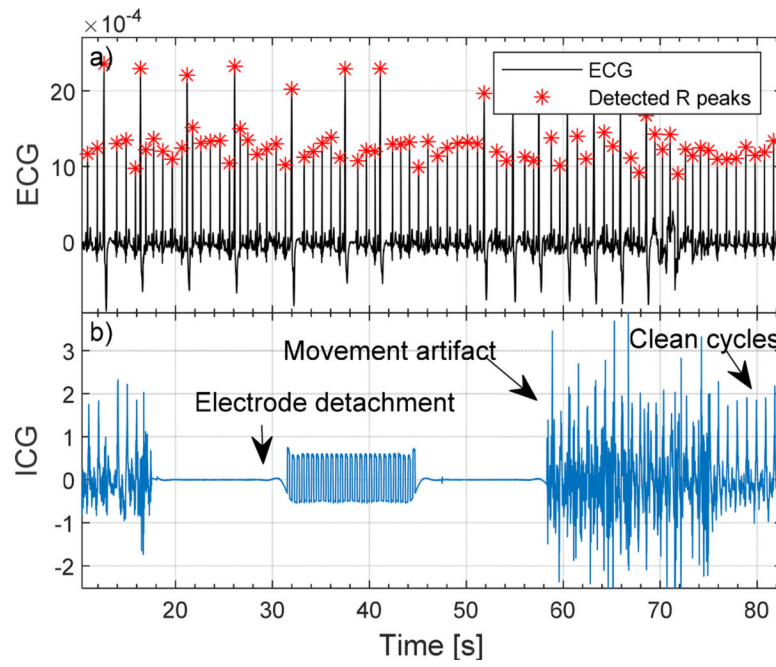 ×10⁻⁴
a)
ECG
Detected R peaks
20
10
0
ECG
b)
Movement artifact
Clean cycles
Electrode detachment
3
2
1
0
-1
-2
ICG
20 30 40 50 60 70 80
Time [s]